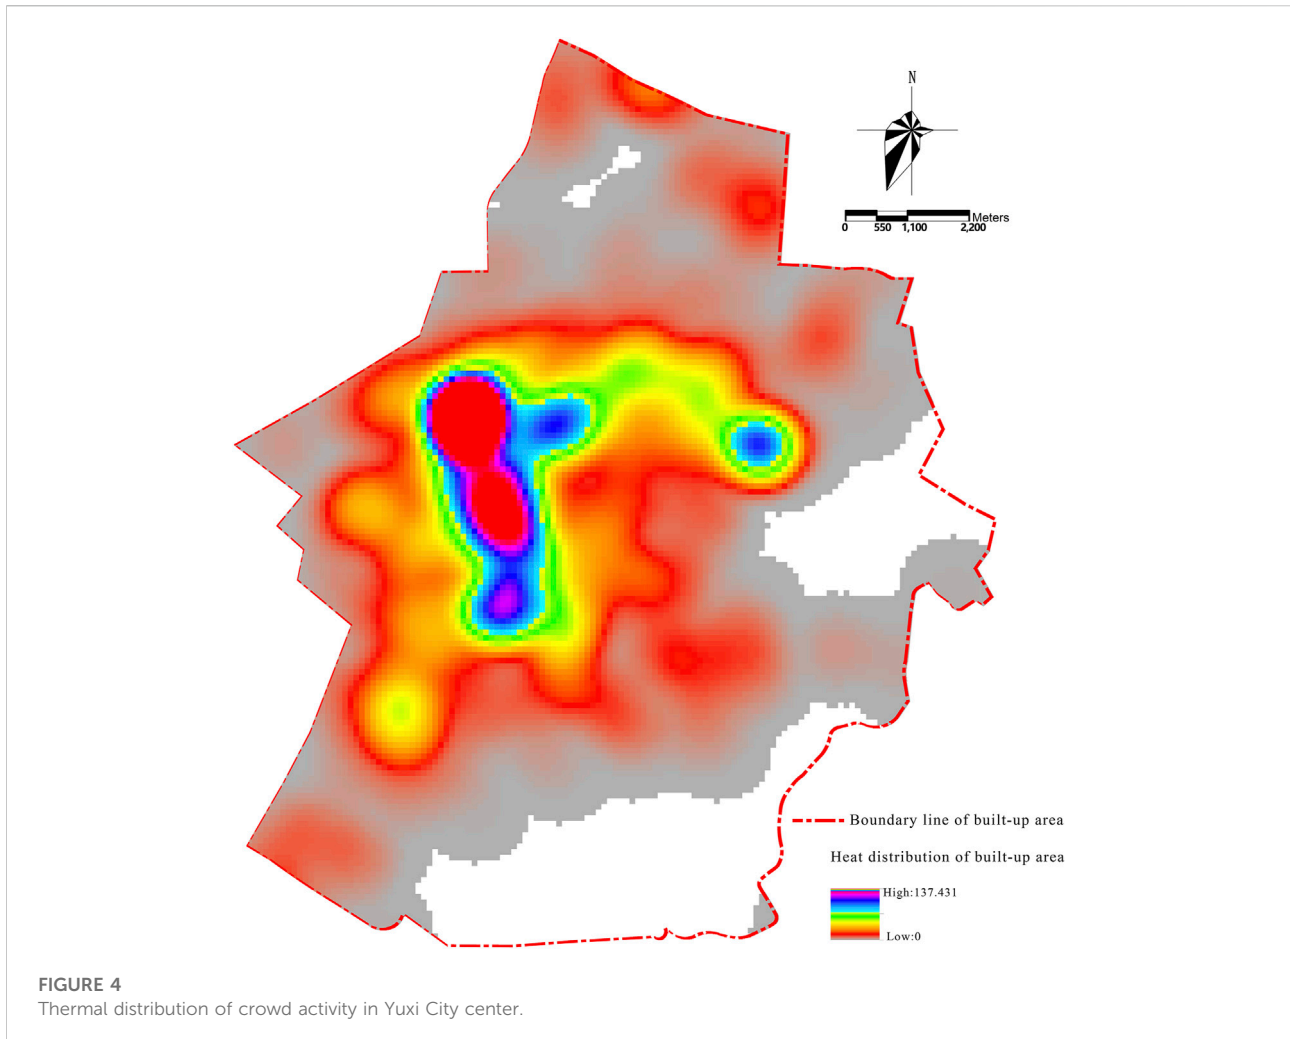 N
Meters
0 550 1,100 2,200
Boundary line of built-up area
Heat distribution of built-up area
High:137.431
Low:0
FIGURE 4
Thermal distribution of crowd activity in Yuxi City center.